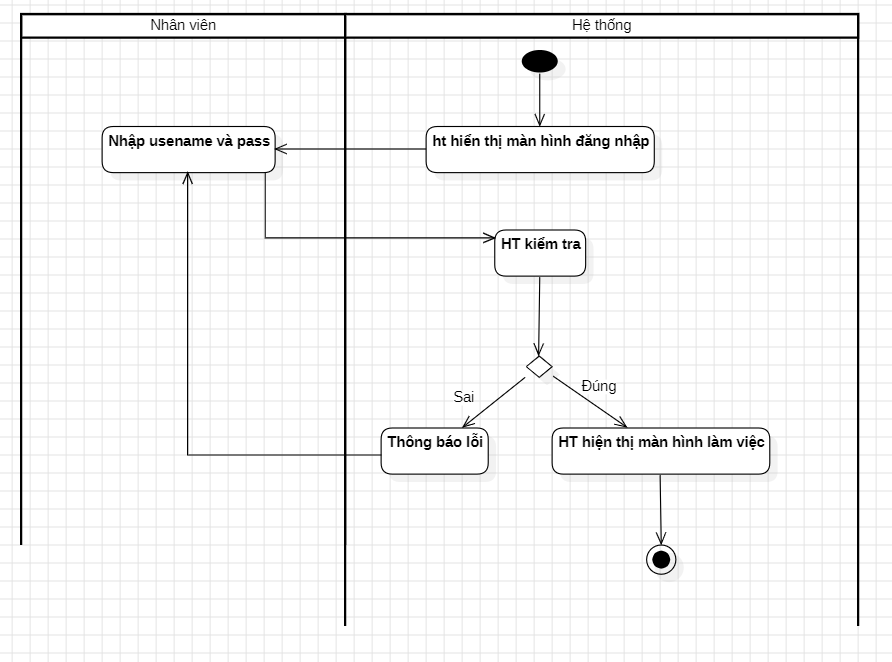 Nhân viên
Hệ thống
Nhập usename và pass
ht hiển thị màn hình đăng nhập
HT kiểm tra
Sai
Đúng
Thông báo lỗi
HT hiện thị màn hình làm việc